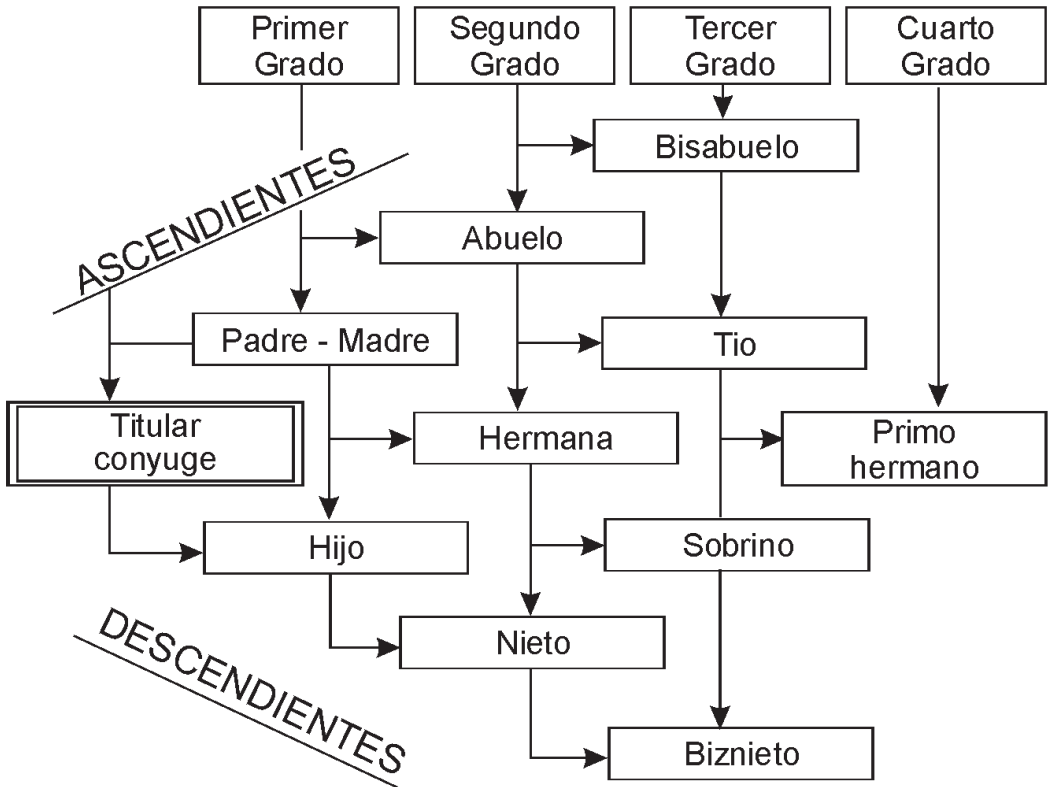 Primer
Grado
Segundo
Grado
Tercer
Grado
Cuarto
Grado
Bisabuelo
ASCENDIENTES
Abuelo
Padre - Madre
Tio
Titular
conyuge
Hermana
Primo
hermano
Hijo
Sobrino
Nieto
DESCENDIENTES
Biznieto